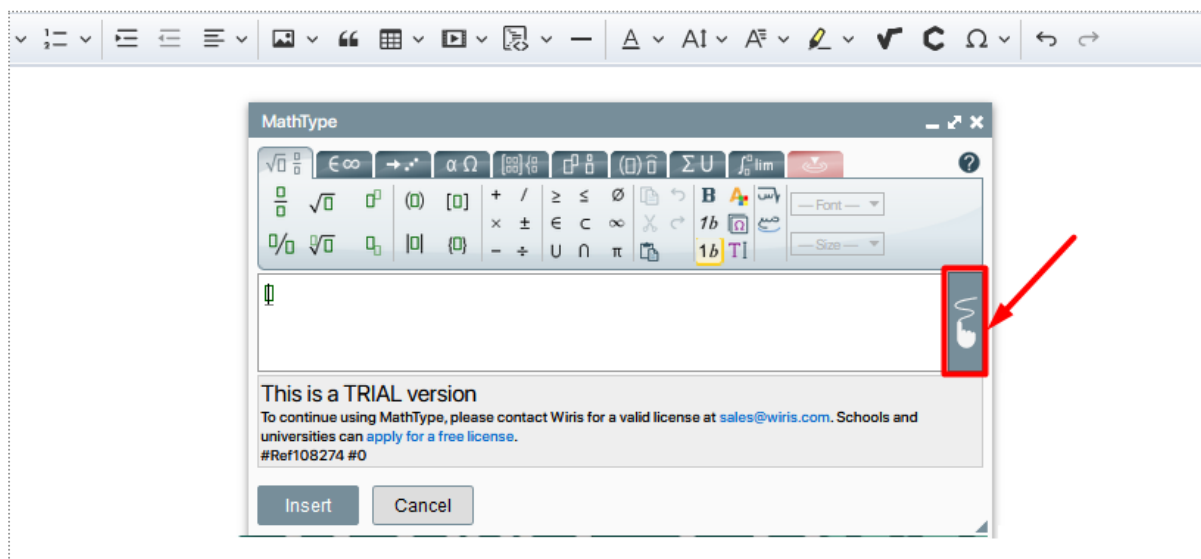 MathType
This is a TRIAL version
To continue using MathType, please contact Wiris for a valid license at sales@wiris.com. Schools and
universities can apply for a free license.
#Ref108274 #0
— Font —
— Size —
Insert
Cancel